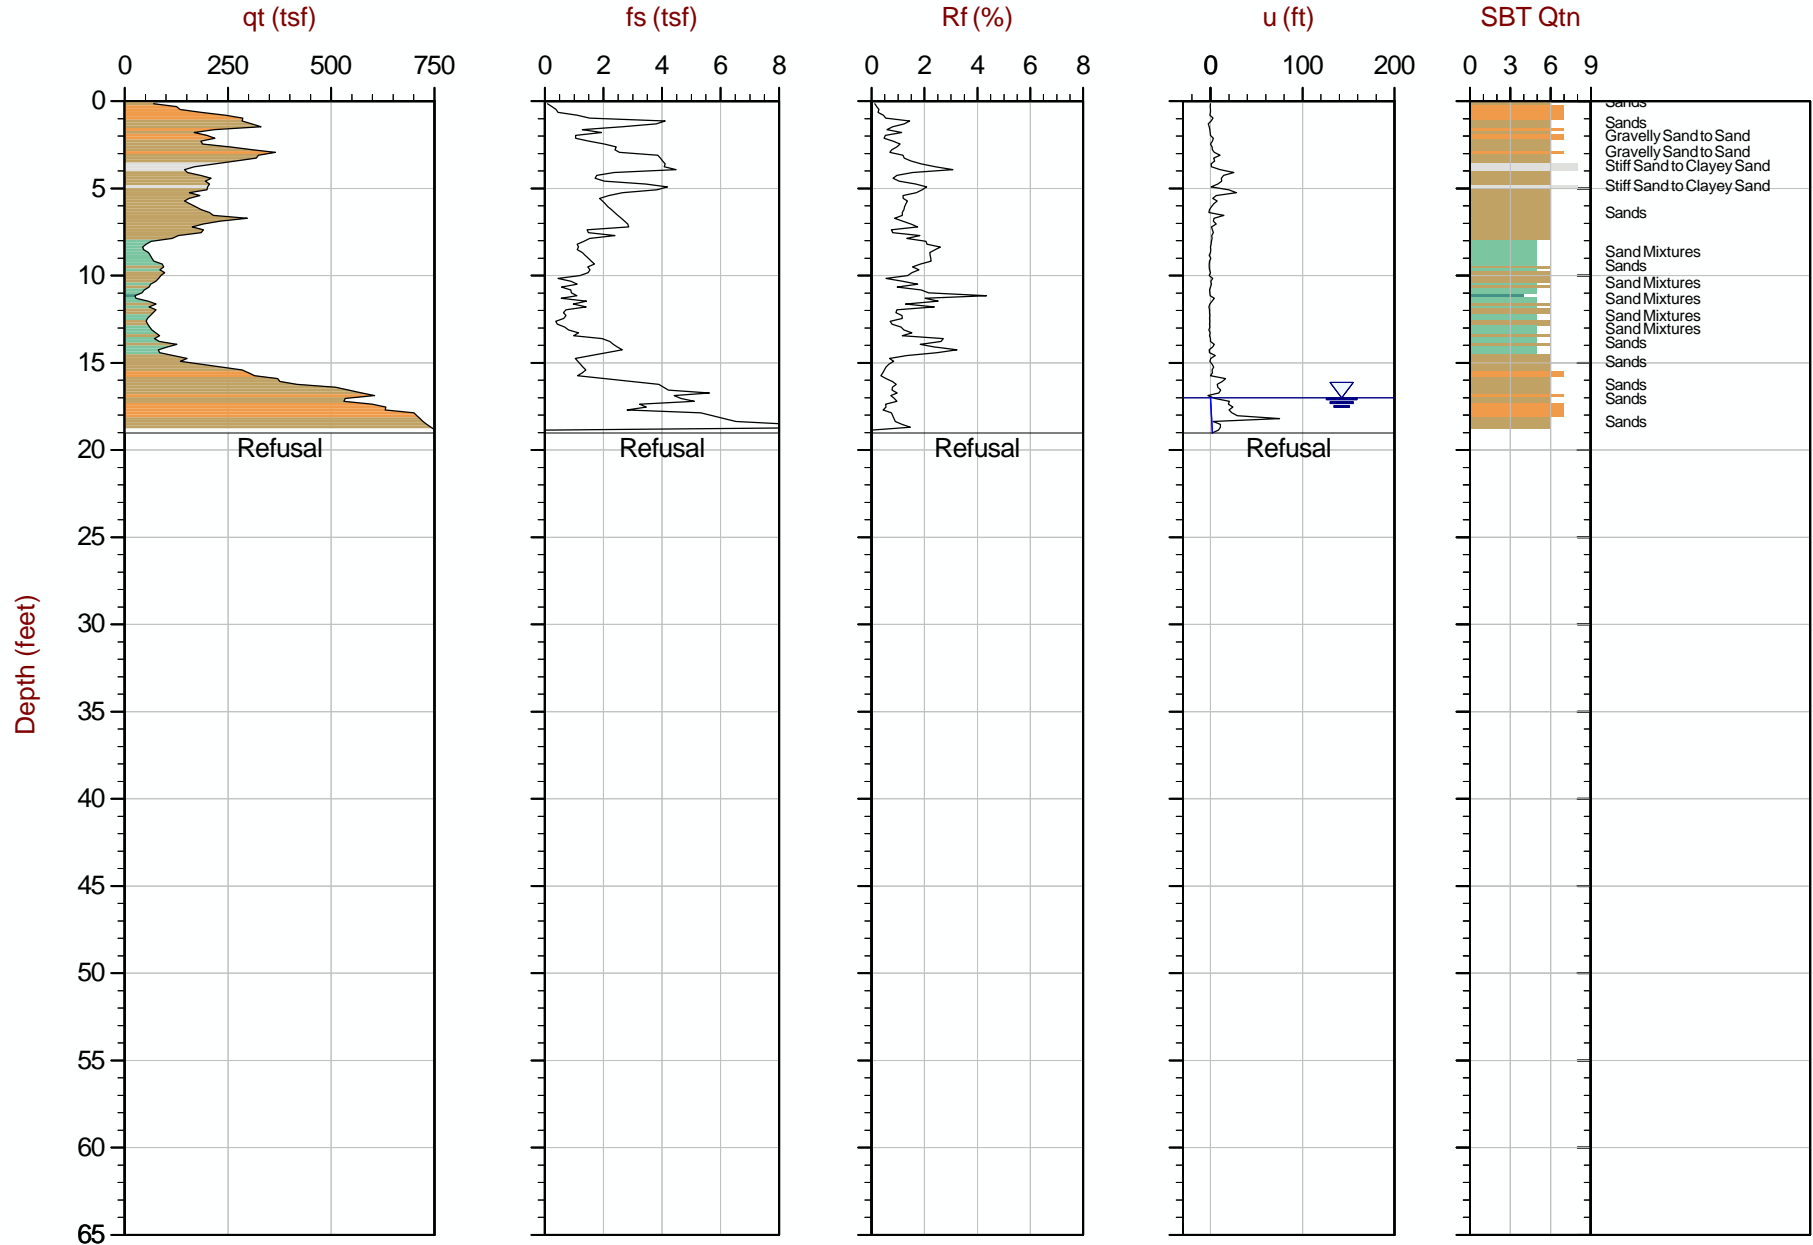 qt (tsf) fs (tsf) Rf (%) u (ft) SBT Qtn
0 250 500 750 0 2 4 6 8 0 2 4 6 8 0 100 200 0 3 6 9
0
5
10
15
20
25
30
35
40
45
50
55
60
65
Depth (feet)
Refusal Refusal Refusal Refusal
Sands
Sands
Gravelly Sand to Sand
Gravelly Sand to Sand
Stiff Sand to Clayey Sand
Stiff Sand to Clayey Sand
Sands
Sand Mixtures
Sands
Sand Mixtures
Sand Mixtures
Sand Mixtures
Sand Mixtures
Sands
Sands
Sands
Sands
Sands